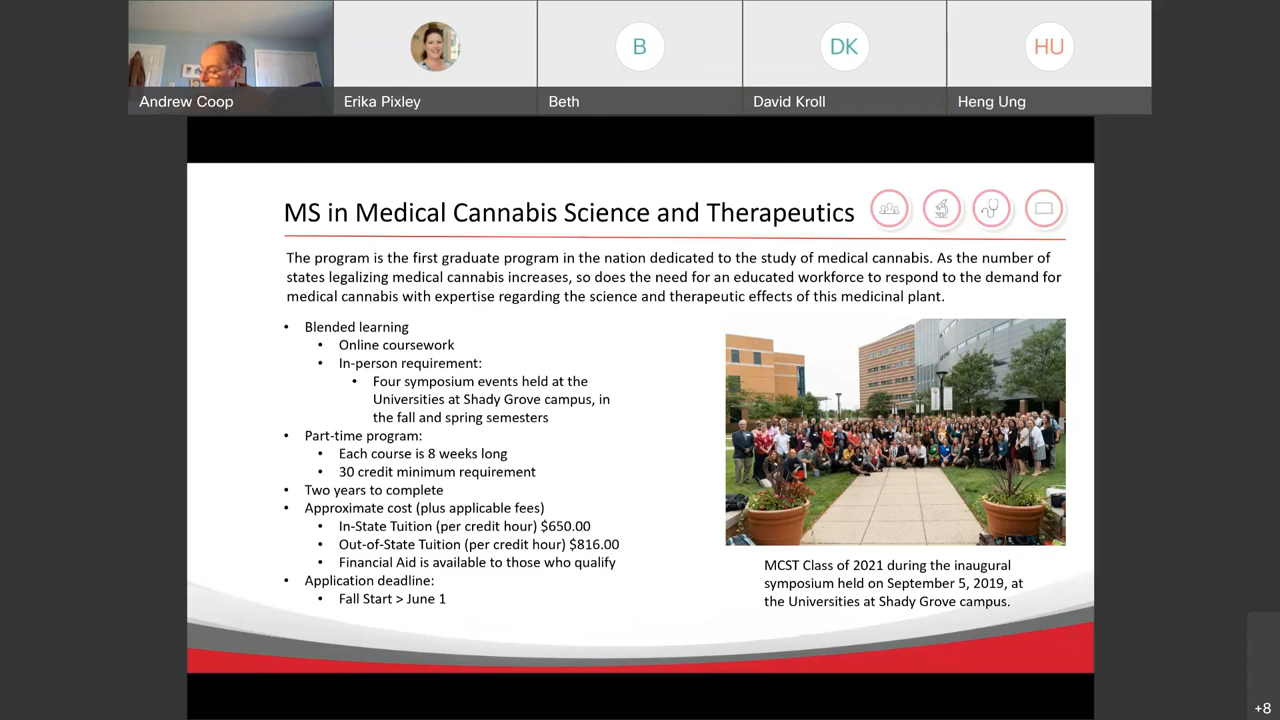 B
DK
HU
Andrew Coop
Erika Pixley
Beth
David Kroll
Heng Ung
MS in Medical Cannabis Science and Therapeutics
The program is the first graduate program in the nation dedicated to the study of medical cannabis. As the number of
states legalizing medical cannabis increases, so does the need for an educated workforce to respond to the demand for
medical cannabis with expertise regarding the science and therapeutic effects of this medicinal plant.
• Blended learning
• Online coursework
• In-person requirement:
• Four symposium events held at the
Universities at Shady Grove campus, in
the fall and spring semesters
• Part-time program:
• Each course is 8 weeks long
• 30 credit minimum requirement
• Two years to complete
• Approximate cost (plus applicable fees)
• In-State Tuition (per credit hour) $650.00
• Out-of-State Tuition (per credit hour) $816.00
• Financial Aid is available to those who qualify
• Application deadline:
• Fall Start > June 1
MCST Class of 2021 during the inaugural
symposium held on September 5, 2019, at
the Universities at Shady Grove campus.
+8